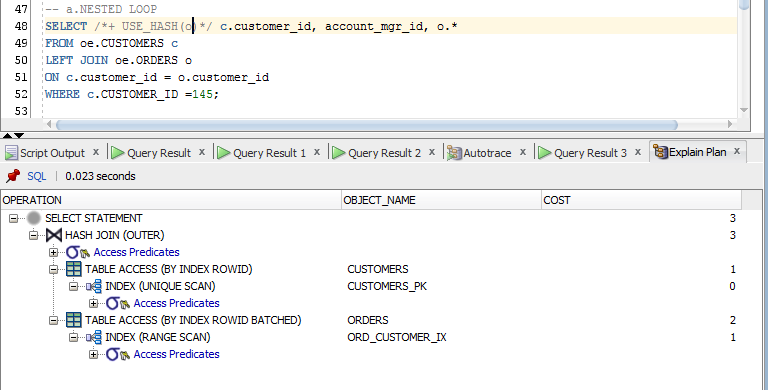 47 -- a.NESTED LOOP
48 SELECT /*+ USE_HASH(o)*/ c.customer_id, account_mgr_id, o.*
49 FROM oe.CUSTOMERS c
50 LEFT JOIN oe.ORDERS o
51 ON c.customer_id = o.customer_id
52 WHERE c.CUSTOMER_ID =145;
53
Script Output x Query Result x Query Result 1 x Query Result 2 x Autotrace x Query Result 3 x Explain Plan x
SQL | 0.023 seconds
OPERATION OBJECT_NAME COST
SELECT STATEMENT 3
HASH JOIN (OUTER) 3
Access Predicates
TABLE ACCESS (BY INDEX ROWID) CUSTOMERS 1
INDEX (UNIQUE SCAN) CUSTOMERS_PK 0
Access Predicates
TABLE ACCESS (BY INDEX ROWID BATCHED) ORDERS 2
INDEX (RANGE SCAN) ORD_CUSTOMER_IX 1
Access Predicates